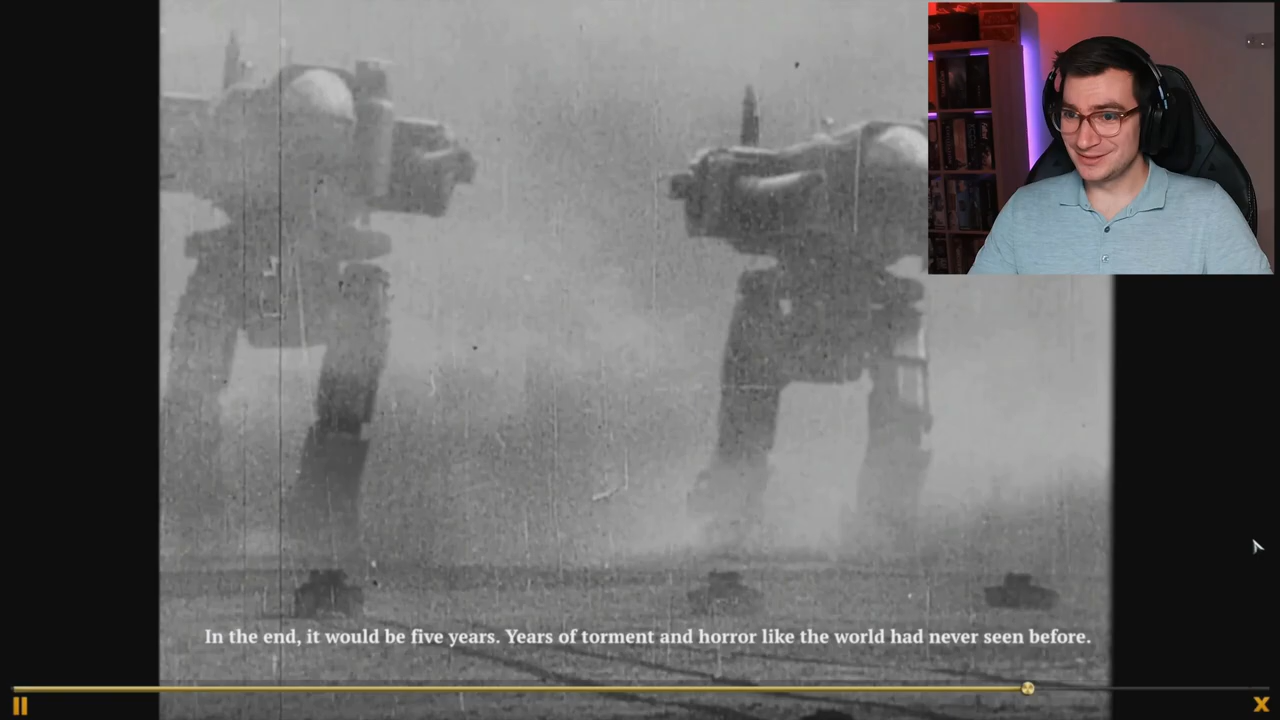 In the end, it would be five years. Years of torment and horror like the world had never seen before.